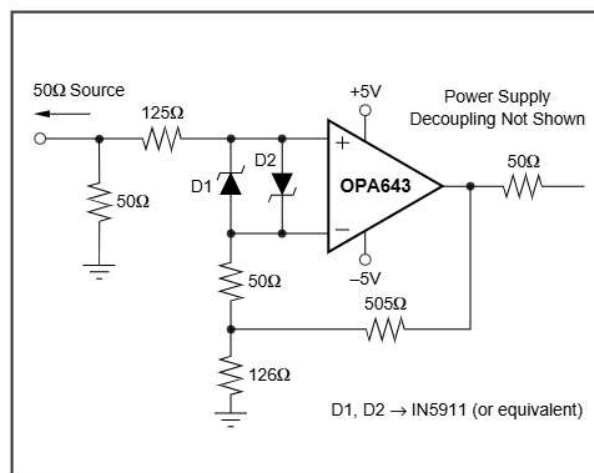 50Ω Source
125Ω
50Ω
D1
D2
+5V
+
OPA643
−
–5V
Power Supply
Decoupling Not Shown
50Ω
50Ω
505Ω
126Ω
D1, D2 → IN5911 (or equivalent)